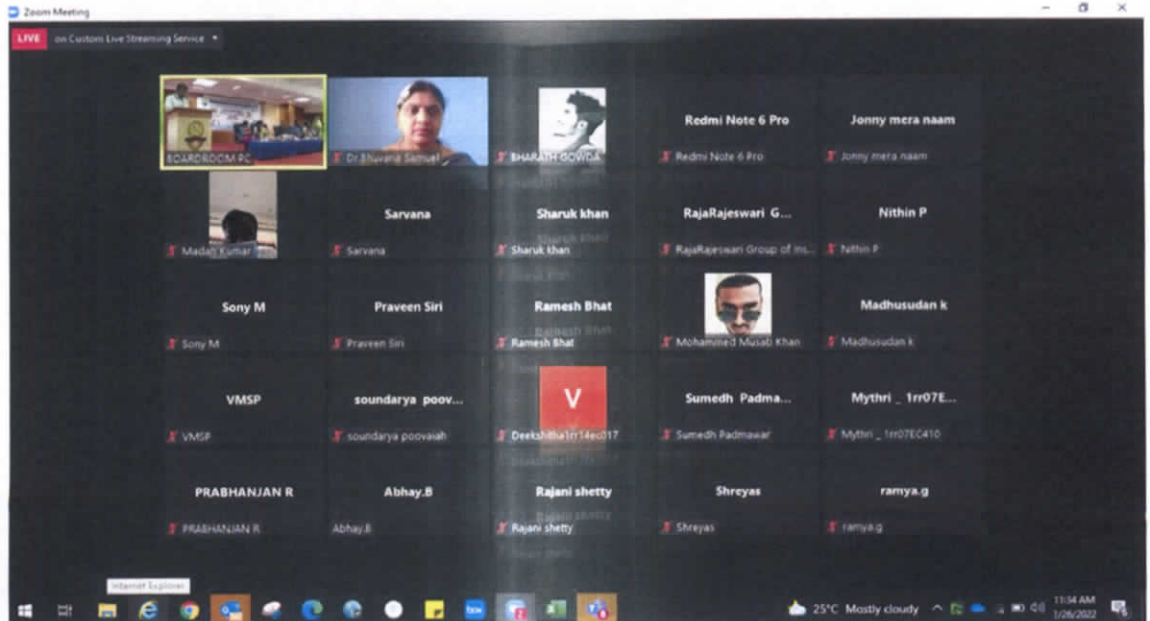 Zoom Meeting
LIVE on Custom Live Streaming Service
Redmi Note 6 Pro
Jonny mera naam
BOARDROOM PC
Dr.Bhuvana Samuel
BHARATH GOWDA
Redmi Note 6 Pro
Jonny mera naam
Sarvana
Sharuk khan
RajaRajeswari G...
Nithin P
Madan Kumar
Sarvana
Sharuk khan
RajaRajeswari Group of ins...
Nithin P
Sony M
Praveen Siri
Ramesh Bhat
Madhusudan k
Sony M
Praveen Siri
Ramesh Bhat
Mohammed Musab Khan
Madhusudan k
VMSP
soundarya poov...
V
Sumedh Padma...
Mythri _ 1rr07E...
VMSP
soundarya poovaiah
Deekshitha1rr14ec017
Sumedh Padmawar
Mythri _ 1rr07EC410
PRABHANJAN R
Abhay.B
Rajani shetty
Shreyas
ramya.g
PRABHANJAN R
Abhay.B
Rajani shetty
Shreyas
ramya.g
Internet Explorer
25°C Mostly cloudy
11:34 AM
1/26/2022